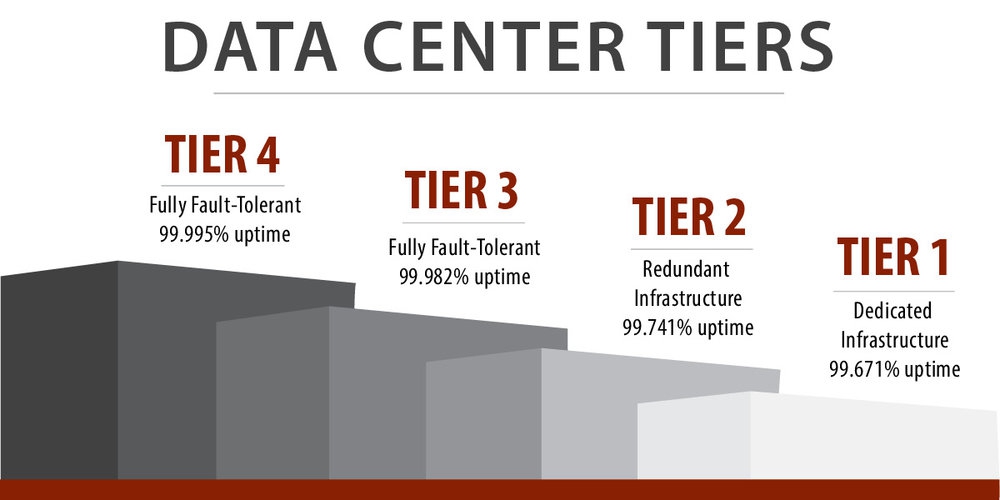 DATA CENTER TIERS
TIER 4
Fully Fault-Tolerant
99.995% uptime
TIER 3
Fully Fault-Tolerant
99.982% uptime
TIER 2
Redundant
Infrastructure
99.741% uptime
TIER 1
Dedicated
Infrastructure
99.671% uptime